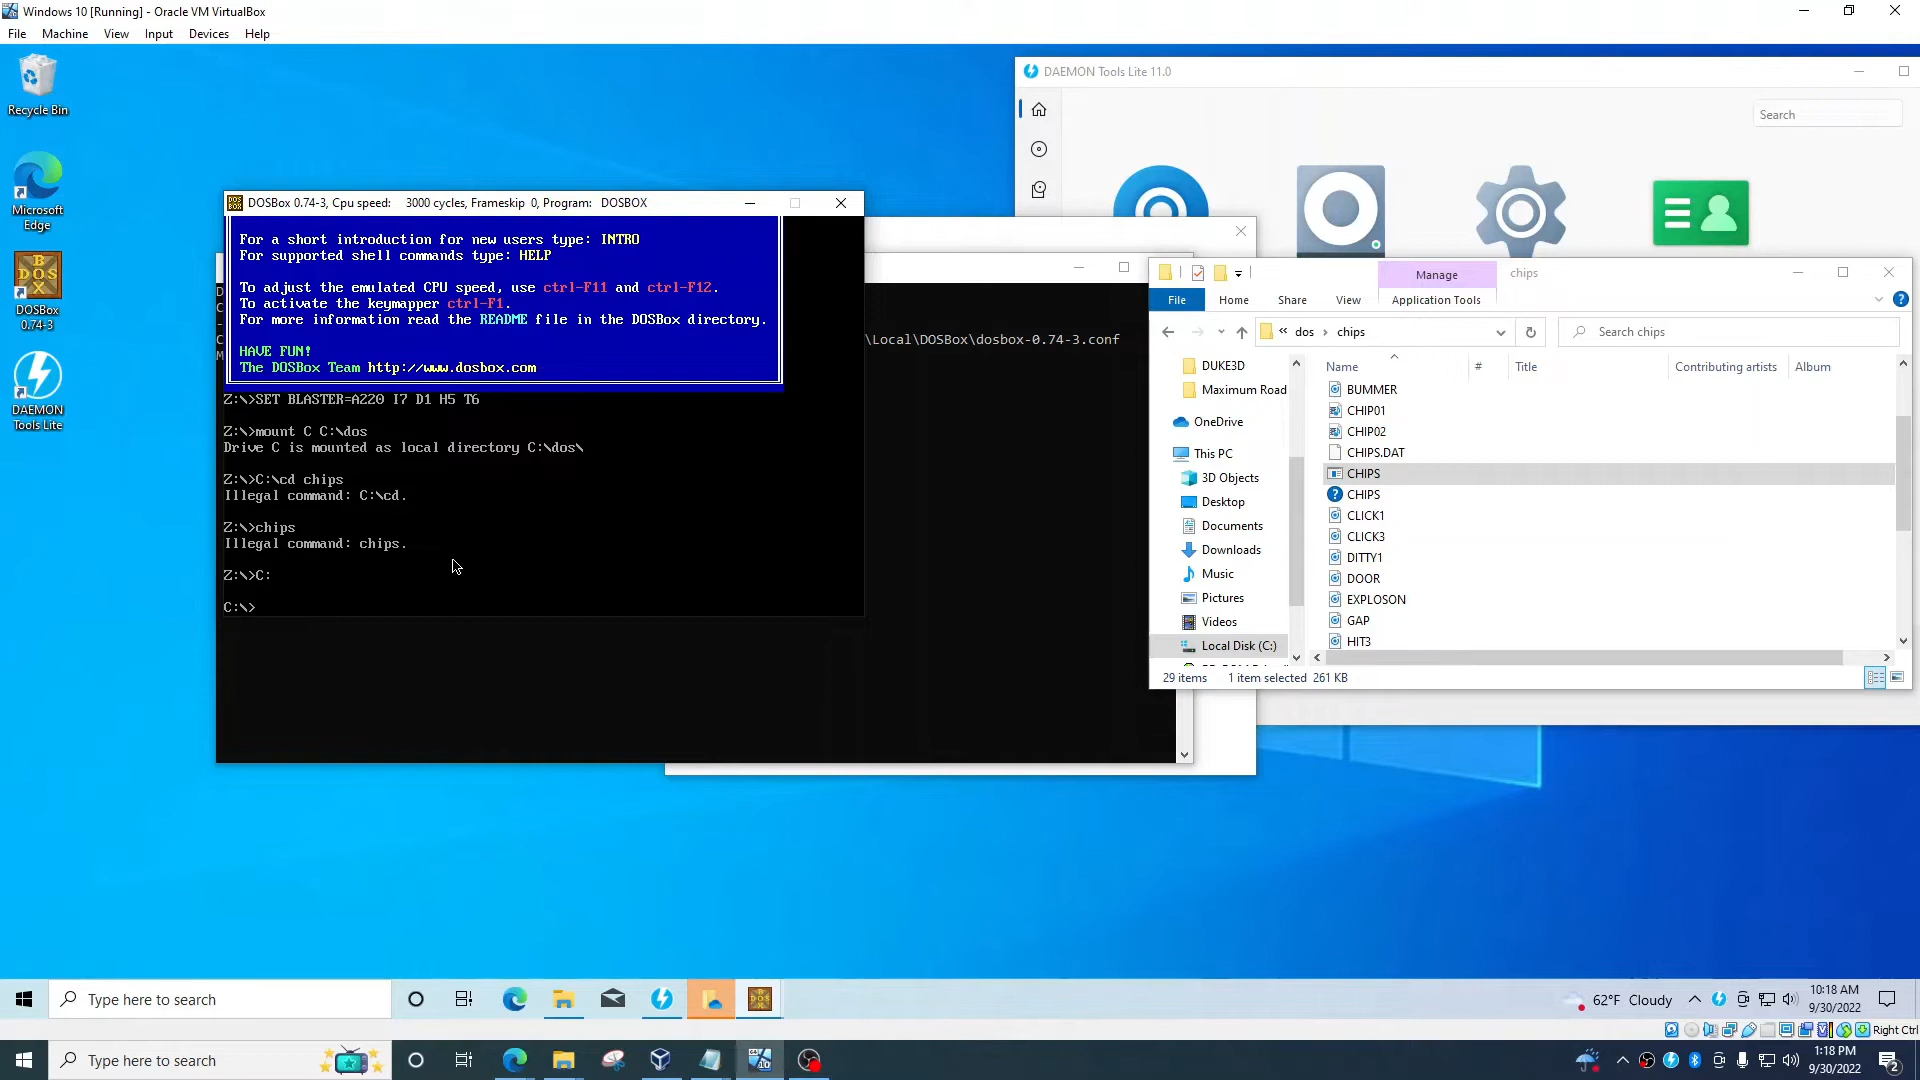 Windows 10 [Running] - Oracle VM VirtualBox
File Machine View Input Devices Help
Recycle Bin
Microsoft
Edge
DOSBox
0.74-3
DAEMON
Tools Lite
DAEMON Tools Lite 11.0
Search
DOSBox 0.74-3, Cpu speed: 3000 cycles, Frameskip 0, Program: DOSBOX
For a short introduction for new users type: INTRO
For supported shell commands type: HELP
To adjust the emulated CPU speed, use ctrl-F11 and ctrl-F12.
To activate the keymapper ctrl-F1.
For more information read the README file in the DOSBox directory.
HAVE FUN!
The DOSBox Team http://www.dosbox.com
Z:\>SET BLASTER=A220 I7 D1 H5 T6
Z:\>mount C C:\dos
Drive C is mounted as local directory C:\dos\
Z:\>C:\cd chips
Illegal command: C:\cd.
Z:\>chips
Illegal command: chips.
Z:\>C:
C:\>
\Local\DOSBox\dosbox-0.74-3.conf
Manage
chips
File Home Share View Application Tools
« dos › chips
Search chips
DUKE3D
Maximum Road
OneDrive
This PC
3D Objects
Desktop
Documents
Downloads
Music
Pictures
Videos
Local Disk (C:)
Name # Title Contributing artists Album
BUMMER
CHIP01
CHIP02
CHIPS.DAT
CHIPS
CHIPS
CLICK1
CLICK3
DITTY1
DOOR
EXPLOSON
GAP
HIT3
29 items 1 item selected 261 KB
Type here to search
62°F Cloudy
10:18 AM
9/30/2022
Right Ctrl
Type here to search
1:18 PM
9/30/2022
2